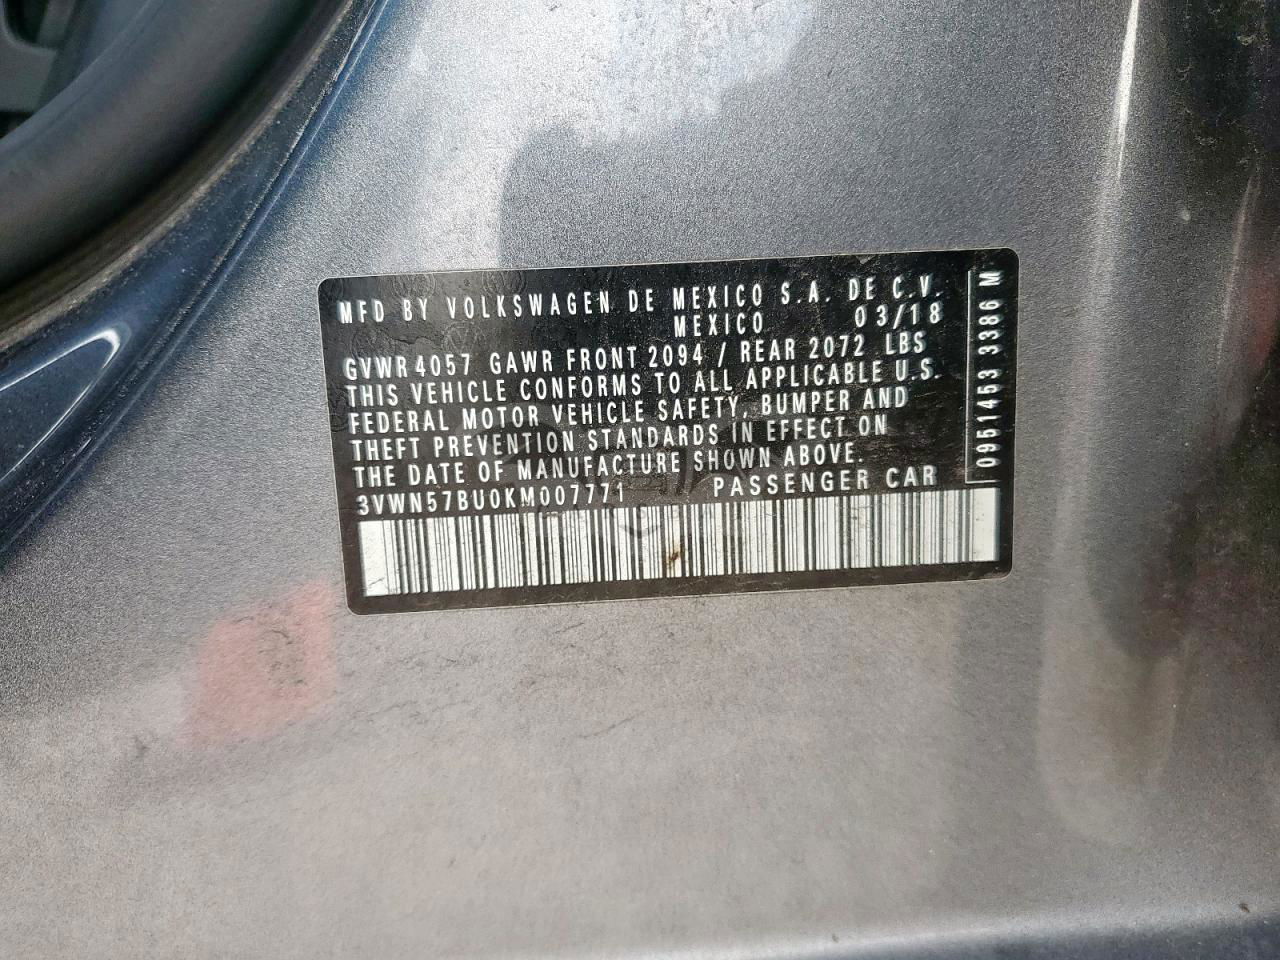 MFD BY VOLKSWAGEN DE MEXICO S.A. DE C.V.
MEXICO 03/18
GVWR 4057 GAWR FRONT 2094 / REAR 2072 LBS
THIS VEHICLE CONFORMS TO ALL APPLICABLE U.S.
FEDERAL MOTOR VEHICLE SAFETY, BUMPER AND
THEFT PREVENTION STANDARDS IN EFFECT ON
THE DATE OF MANUFACTURE SHOWN ABOVE.
3VWN57BU0KM007771 PASSENGER CAR
0951453 3386 M